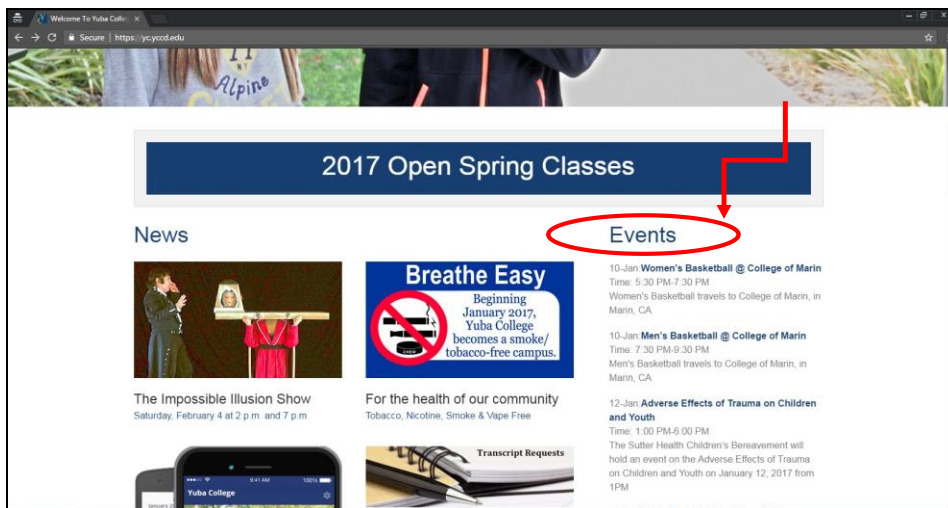 Welcome To Yuba Colleg
Secure | https://yc.yccd.edu
Alpine
2017 Open Spring Classes
News
Breathe Easy
Beginning
January 2017,
Yuba College
becomes a smoke/
tobacco-free campus.
The Impossible Illusion Show
Saturday, February 4 at 2 p.m. and 7 p.m
For the health of our community
Tobacco, Nicotine, Smoke & Vape Free
9:41 AM
100%
Yuba College
Transcript Requests
Events
10-Jan:Women's Basketball @ College of Marin
Time: 5:30 PM-7:30 PM
Women's Basketball travels to College of Marin, in
Marin, CA
10-Jan:Men's Basketball @ College of Marin
Time: 7:30 PM-9:30 PM
Men's Basketball travels to College of Marin, in
Marin, CA
12-Jan:Adverse Effects of Trauma on Children
and Youth
Time: 1:00 PM-6:00 PM
The Sutter Health Children's Bereavement will
hold an event on the Adverse Effects of Trauma
on Children and Youth on January 12, 2017 from
1PM